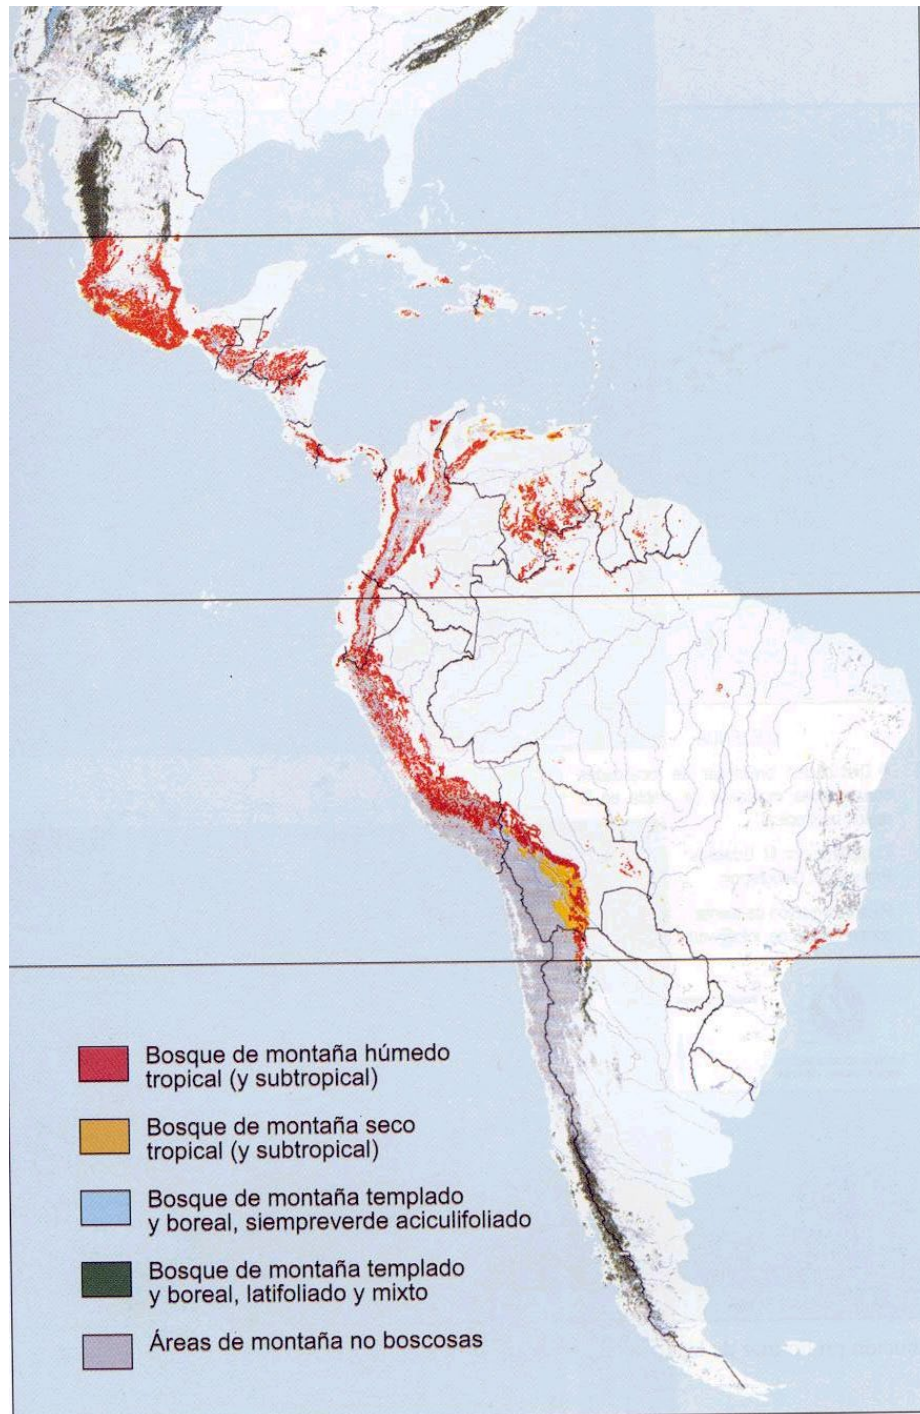 Bosque de montaña húmedo
tropical (y subtropical)
Bosque de montaña seco
tropical (y subtropical)
Bosque de montaña templado
y boreal, siempreverde aciculifoliado
Bosque de montaña templado
y boreal, latifoliado y mixto
Áreas de montaña no boscosas